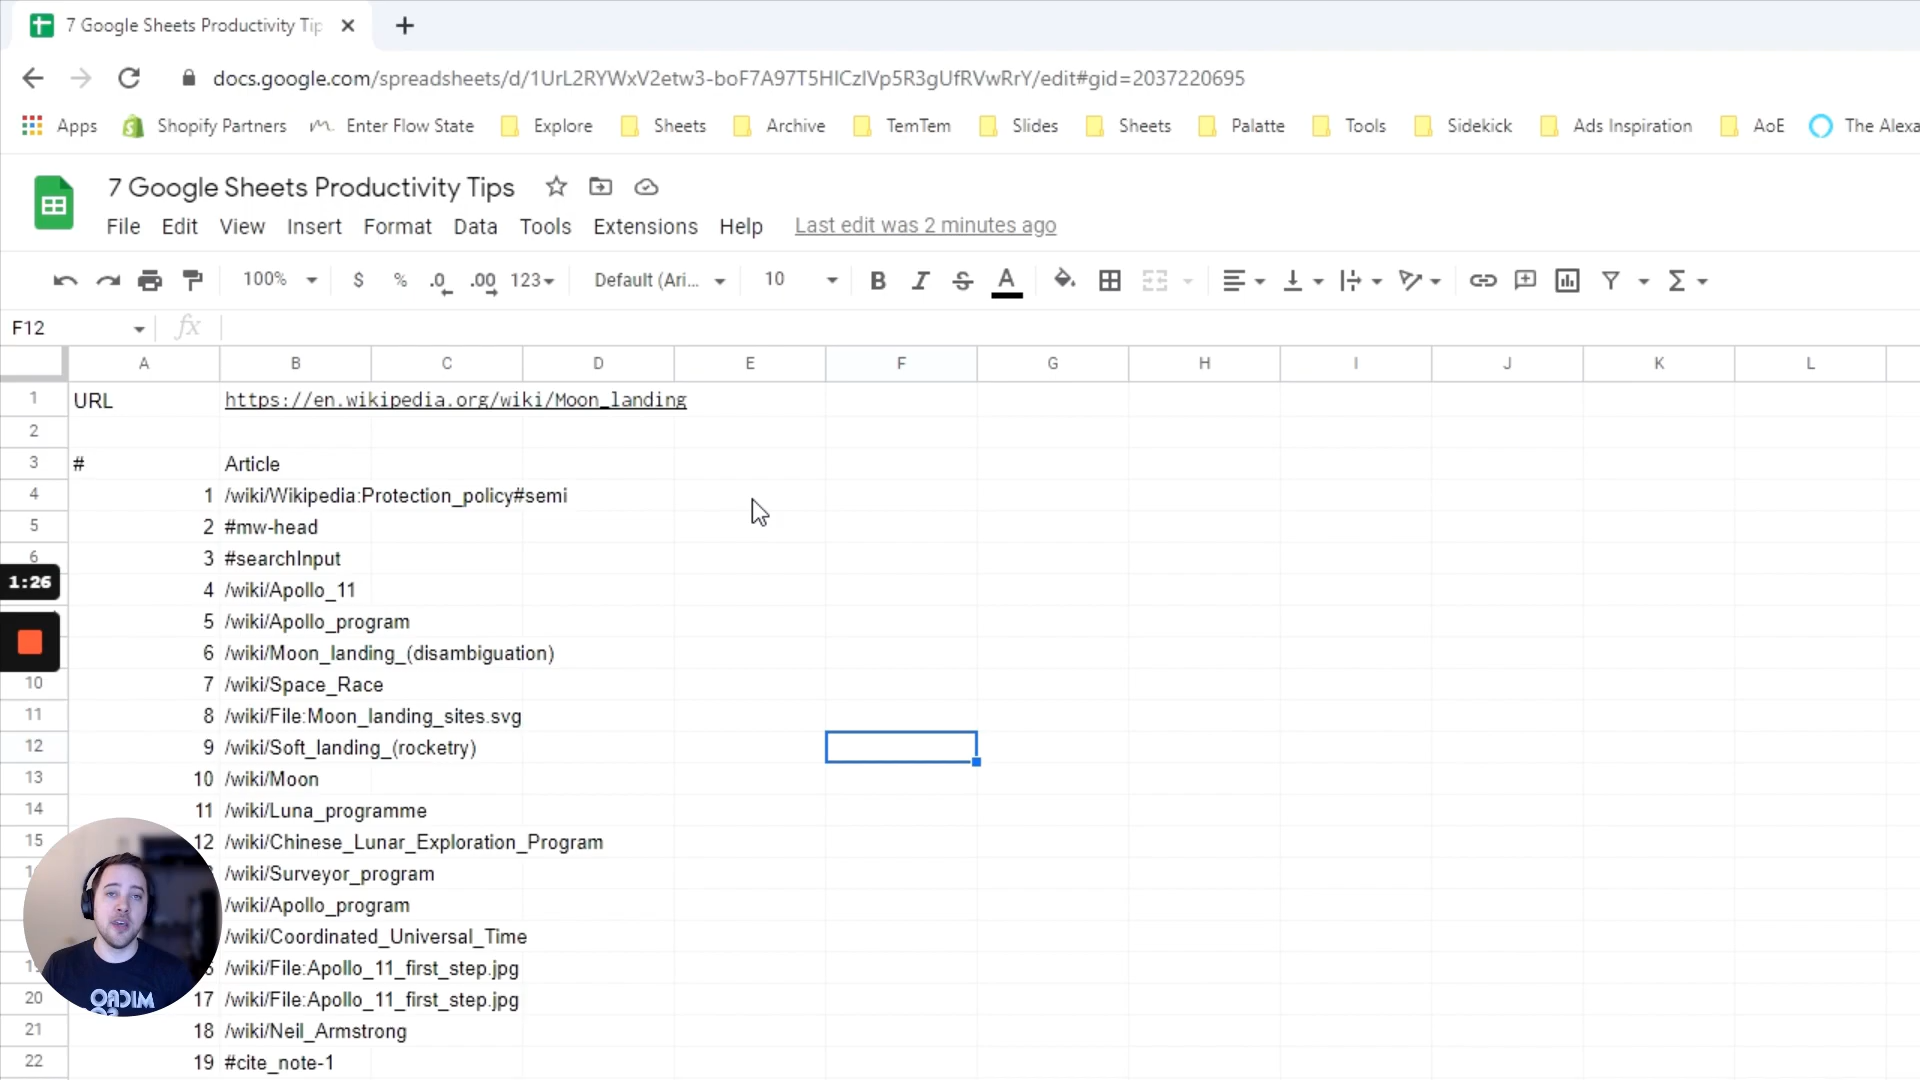 7 Google Sheets Productivity Tip
docs.google.com/spreadsheets/d/1UrL2RYWxV2etw3-boF7A97T5HICzIVp5R3gUfRVwRrY/edit#gid=2037220695
Apps Shopify Partners Enter Flow State Explore Sheets Archive TemTem Slides Sheets Palatte Tools Sidekick Ads Inspiration AoE The Alexa
7 Google Sheets Productivity Tips
File Edit View Insert Format Data Tools Extensions Help Last edit was 2 minutes ago
100% $ % .0 .00 123 Default (Ari... 10 B I S A
F12 fx
A B C D E F G H I J K L
1 URL https://en.wikipedia.org/wiki/Moon_landing
2
3 # Article
4 1 /wiki/Wikipedia:Protection_policy#semi
5 2 #mw-head
6 3 #searchInput
1:26
4 /wiki/Apollo_11
5 /wiki/Apollo_program
6 /wiki/Moon_landing_(disambiguation)
10 7 /wiki/Space_Race
11 8 /wiki/File:Moon_landing_sites.svg
12 9 /wiki/Soft_landing_(rocketry)
13 10 /wiki/Moon
14 11 /wiki/Luna_programme
15 12 /wiki/Chinese_Lunar_Exploration_Program
/wiki/Surveyor_program
/wiki/Apollo_program
/wiki/Coordinated_Universal_Time
/wiki/File:Apollo_11_first_step.jpg
20 17 /wiki/File:Apollo_11_first_step.jpg
21 18 /wiki/Neil_Armstrong
22 19 #cite_note-1